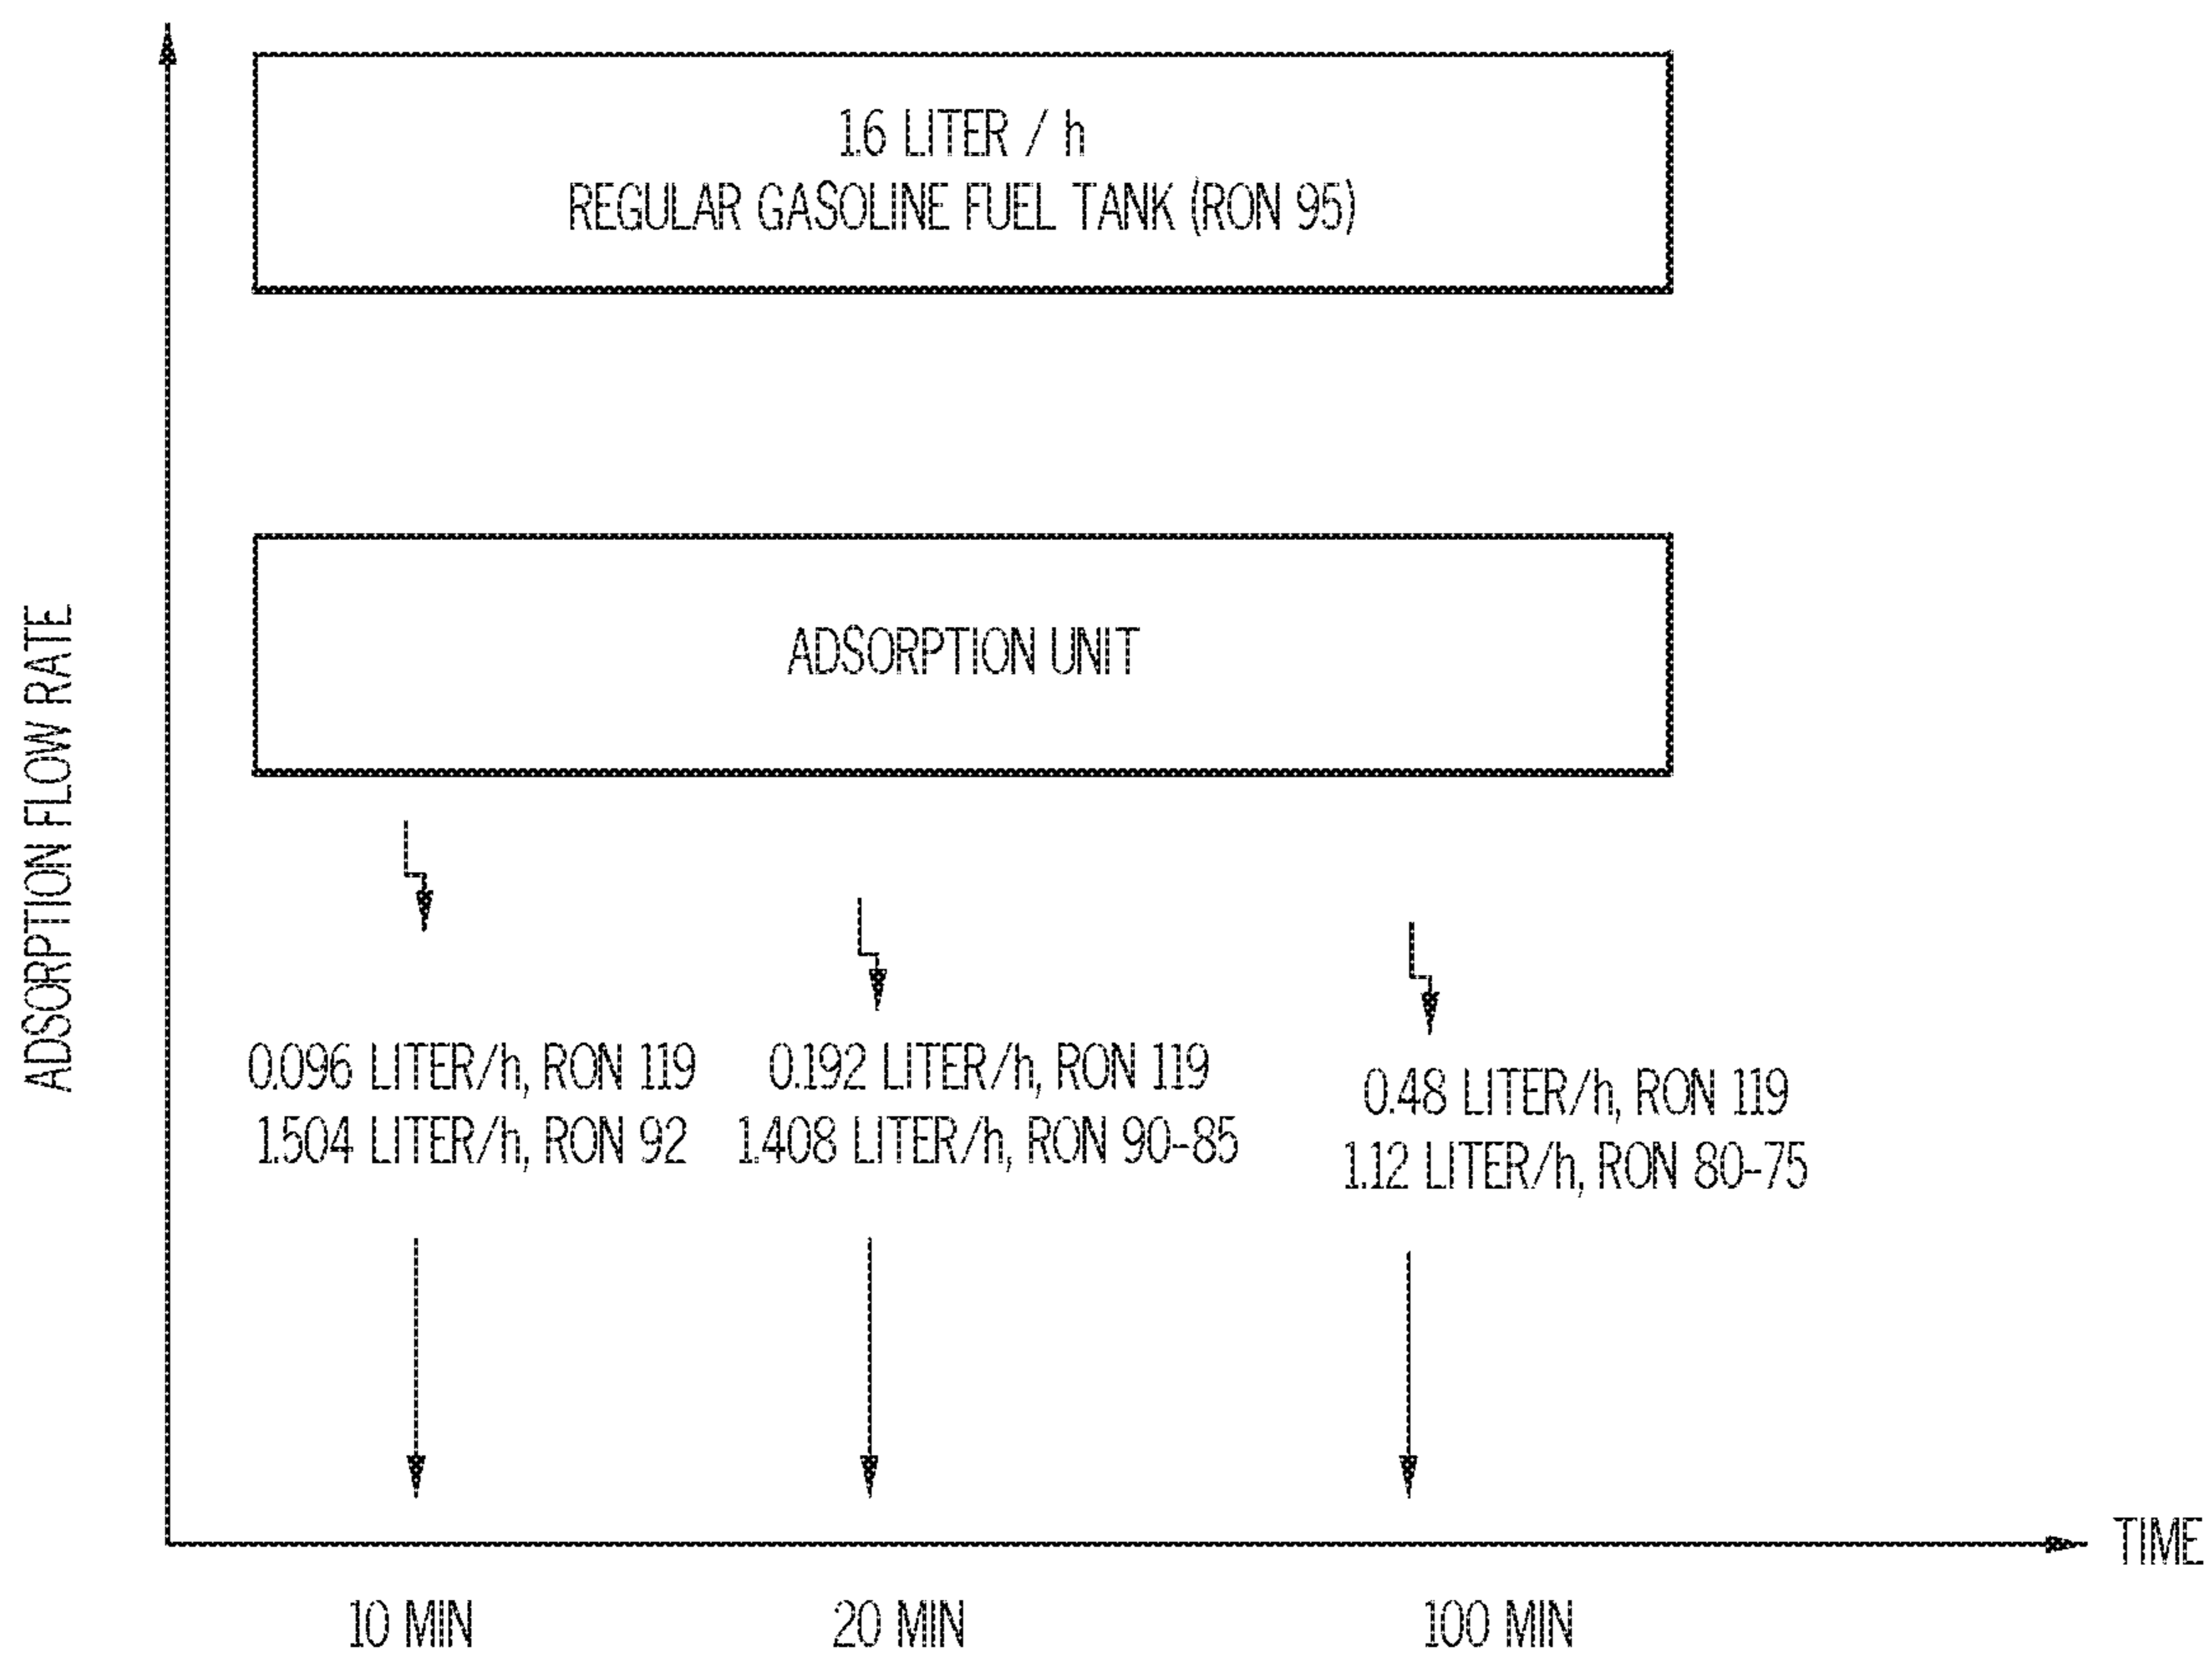 1.6 LITER / h
REGULAR GASOLINE FUEL TANK (RON 95)
ADSORPTION UNIT
ADSORPTION FLOW RATE
0.096 LITER/h, RON 119
1.504 LITER/h, RON 92
0.192 LITER/h, RON 119
1.408 LITER/h, RON 90-85
0.48 LITER/h, RON 119
1.12 LITER/h, RON 80-75
TIME
10 MIN
20 MIN
100 MIN